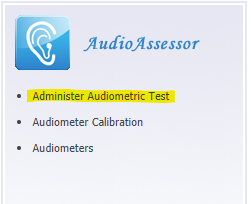 AudioAssessor
• Administer Audiometric Test
• Audiometer Calibration
• Audiometers